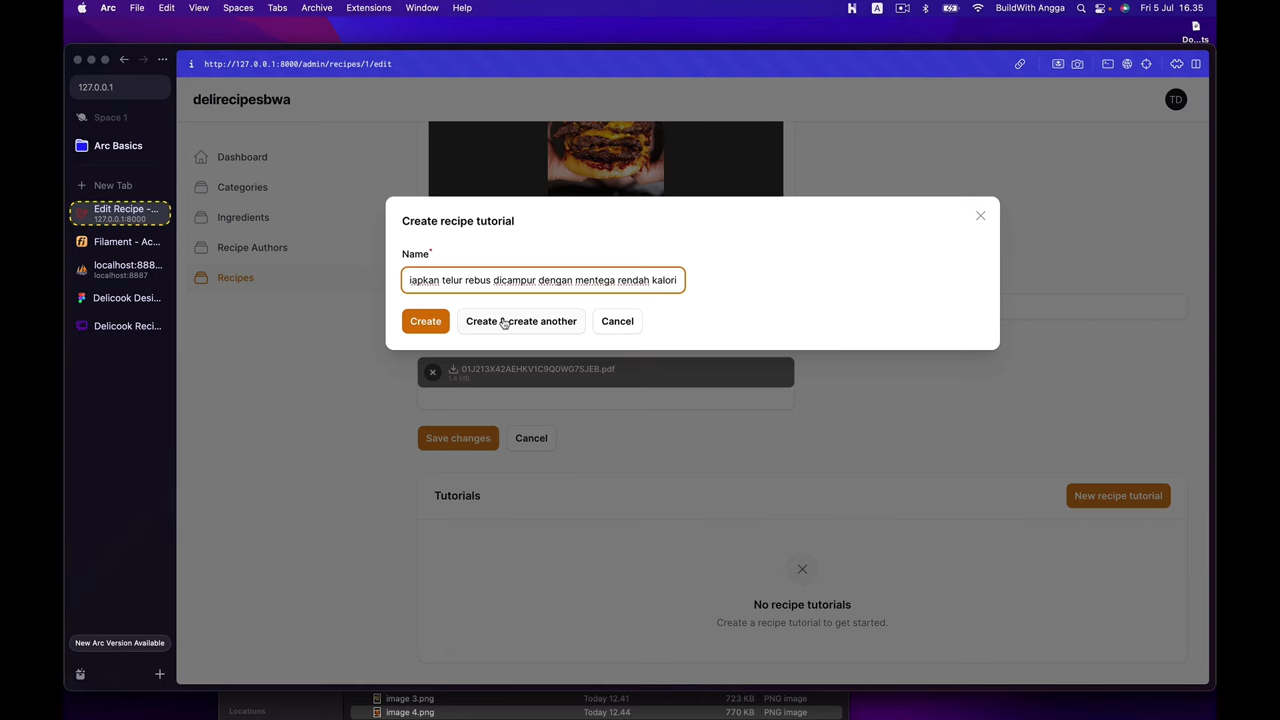 Arc File Edit View Spaces Tabs Archive Extensions Window Help
A BuildWith Angga Fri 5 Jul 16.35
Do...ts
http://127.0.0.1:8000/admin/recipes/1/edit
127.0.0.1
delirecipesbwa
TD
Space 1
Arc Basics
New Tab
Edit Recipe -...
127.0.0.1:8000
Filament - Ac...
localhost:888...
localhost:8887
Delicook Desi...
Delicook Reci...
New Arc Version Available
Dashboard
Categories
Ingredients
Recipe Authors
Recipes
Create recipe tutorial
Name*
iapkan telur rebus dicampur dengan mentega rendah kalori
Create
Create & create another
Cancel
01J213X42AEHKV1C9Q0WG7SJEB.pdf
1.4 MB
Save changes
Cancel
Tutorials
New recipe tutorial
No recipe tutorials
Create a recipe tutorial to get started.
Locations
image 3.png Today 12.41 723 KB PNG image
image 4.png Today 12.44 770 KB PNG image